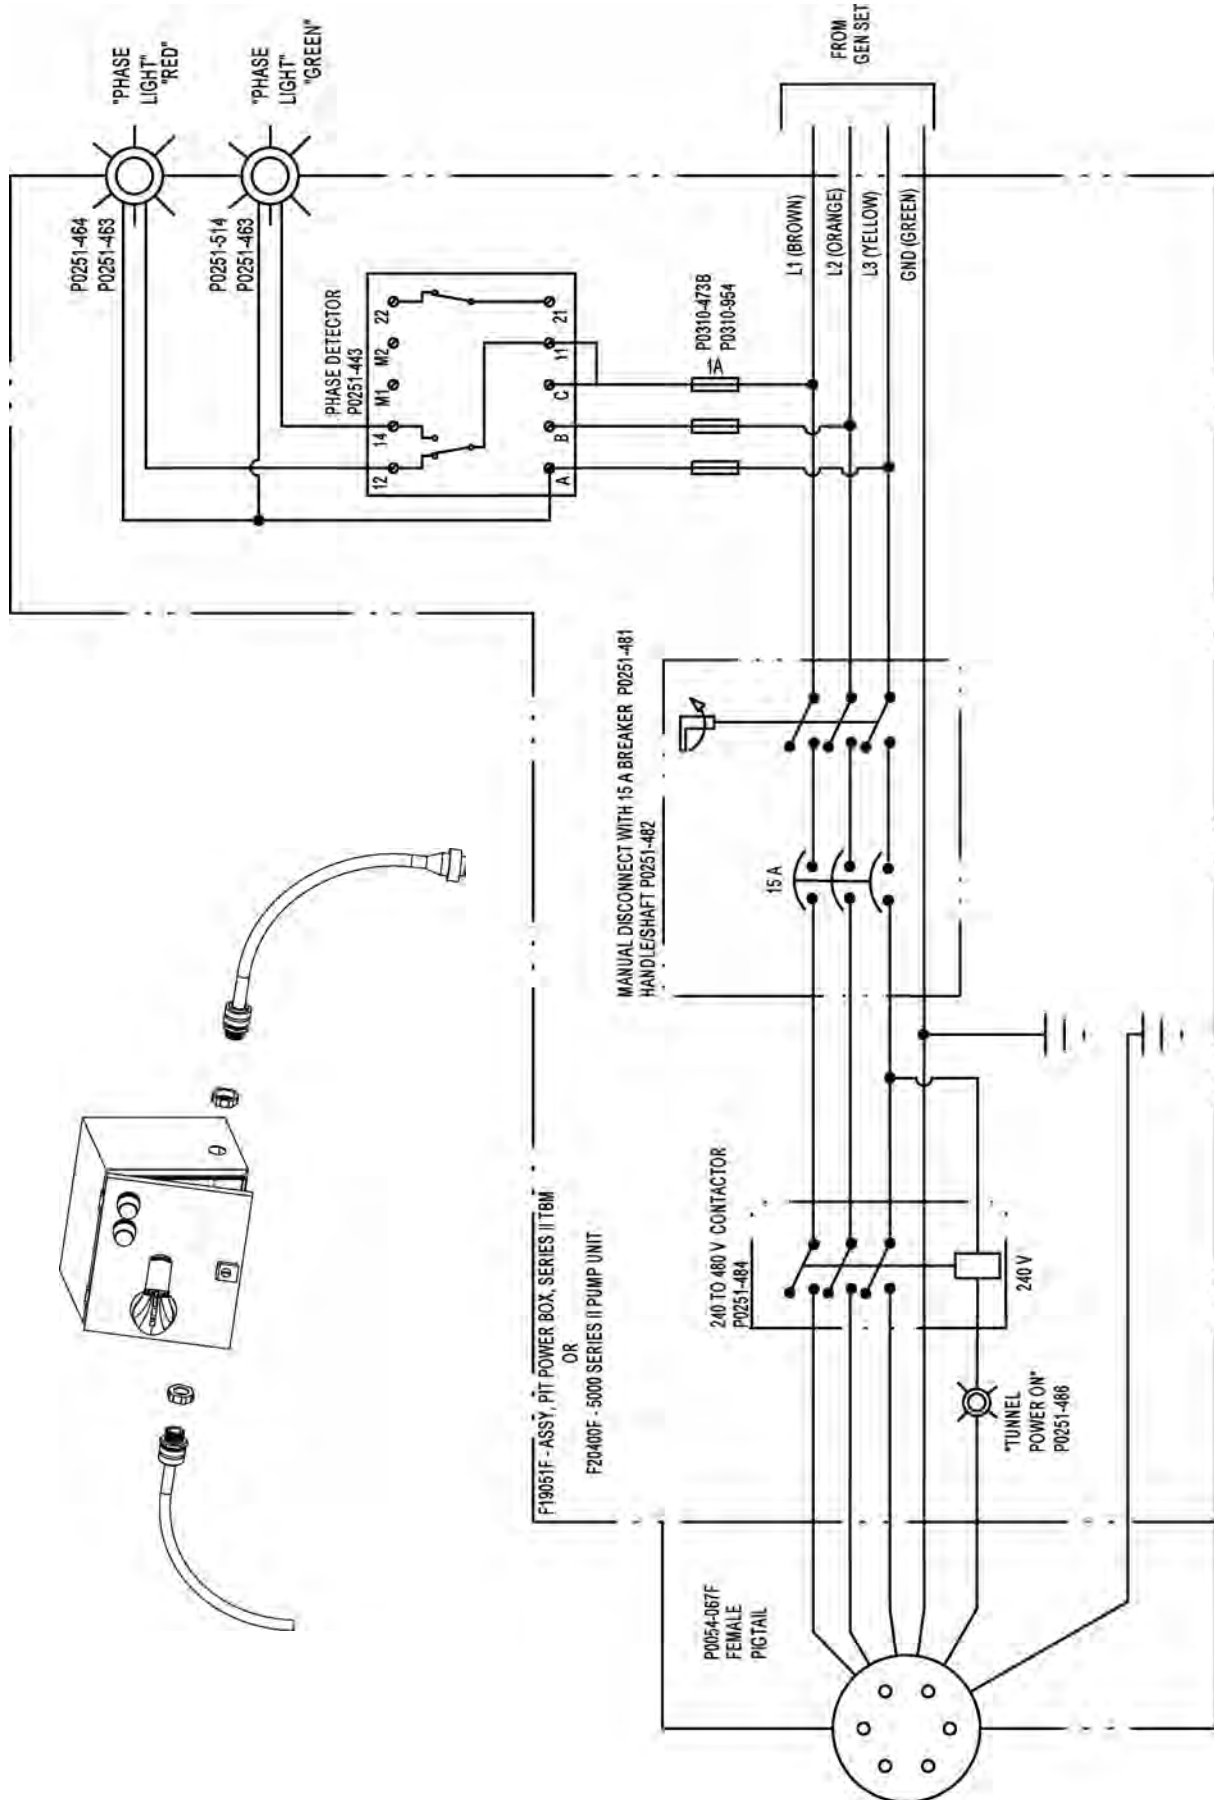 "PHASE
LIGHT"
"RED"
"PHASE
LIGHT"
"GREEN"
P0251-464
P0251-463
P0251-514
P0251-463
PHASE DETECTOR
P0251-443
12
14
M1
M2
22
A
B
C
11
21
1A
P0310-473B
P0310-954
FROM
GEN SET
L1 (BROWN)
L2 (ORANGE)
L3 (YELLOW)
GND (GREEN)
MANUAL DISCONNECT WITH 15 A BREAKER P0251-481
HANDLE/SHAFT P0251-482
15 A
F19051F - ASSY, PIT POWER BOX, SERIES II TBM
OR
F20400F - 5000 SERIES II PUMP UNIT
240 TO 480 V CONTACTOR
P0251-484
240 V
"TUNNEL
POWER ON"
P0251-486
P0054-067F
FEMALE
PIGTAIL